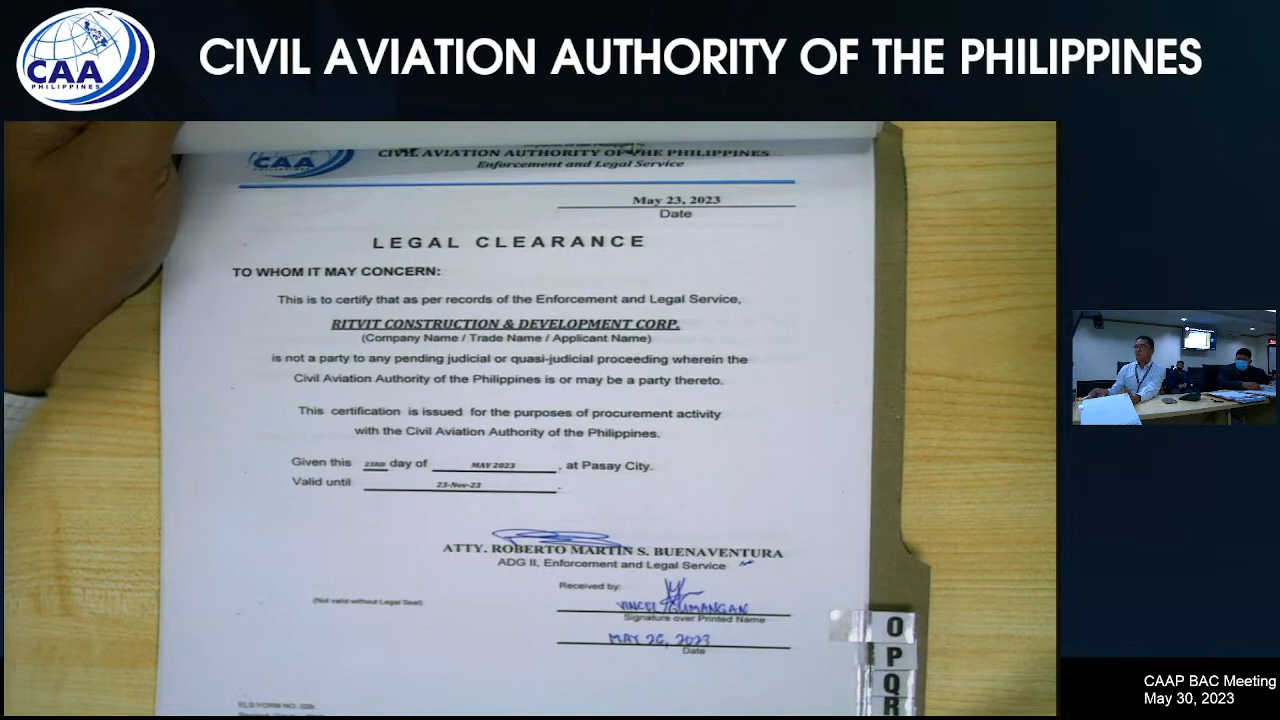 CAA
PHILIPPINES
CIVIL AVIATION AUTHORITY OF THE PHILIPPINES
CAA
CIVIL AVIATION AUTHORITY OF THE PHILIPPINES
Enforcement and Legal Service
May 23, 2023
Date
LEGAL CLEARANCE
TO WHOM IT MAY CONCERN:
This is to certify that as per records of the Enforcement and Legal Service,
RITVIT CONSTRUCTION & DEVELOPMENT CORP.
(Company Name / Trade Name / Applicant Name)
is not a party to any pending judicial or quasi-judicial proceeding wherein the
Civil Aviation Authority of the Philippines is or may be a party thereto.
This certification is issued for the purposes of procurement activity
with the Civil Aviation Authority of the Philippines.
Given this 23RD day of MAY 2023, at Pasay City.
Valid until 23-Nov-23.
ATTY. ROBERTO MARTIN S. BUENAVENTURA
ADG II, Enforcement and Legal Service
Received by:
(Not valid without Legal Seal)
VINCEL GUMANGAN
Signature over Printed Name
MAY 26, 2023
Date
ELS FORM NO.
O
P
Q
R
CAAP BAC Meeting
May 30, 2023